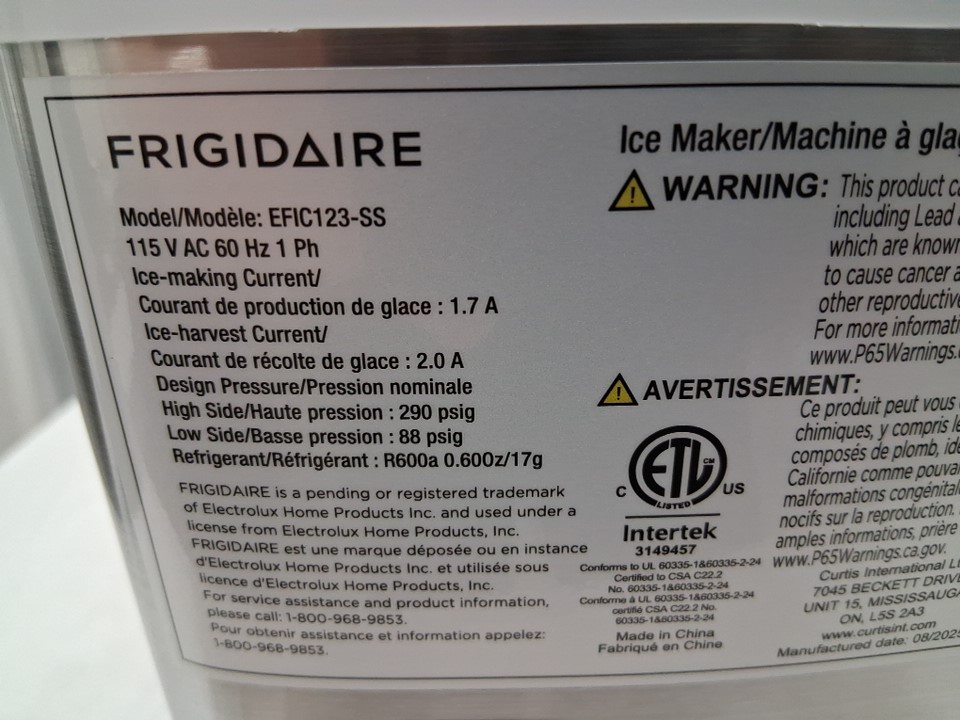 FRIGIDAIRE
Model/Modèle: EFIC123-SS
115 V AC 60 Hz 1 Ph
Ice-making Current/
Courant de production de glace : 1.7 A
Ice-harvest Current/
Courant de récolte de glace : 2.0 A
Design Pressure/Pression nominale
High Side/Haute pression : 290 psig
Low Side/Basse pression : 88 psig
Refrigerant/Réfrigérant : R600a 0.60oz/17g
FRIGIDAIRE is a pending or registered trademark
of Electrolux Home Products Inc. and used under a
license from Electrolux Home Products, Inc.
FRIGIDAIRE est une marque déposée ou en instance
d'Electrolux Home Products Inc. et utilisée sous
licence d'Electrolux Home Products, Inc.
For service assistance and product information,
please call: 1-800-968-9853.
Pour obtenir assistance et information appelez:
1-800-968-9853.
Ice Maker/Machine à
WARNING: This product
including Lead
which are
to cause cancer
other
For more
AVERTISSEMENT:
Ce produit peut vous
chimiques, y compris
composés de plomb,
Californie comme
malformations
nocifs sur la reproduction.
amples informations, prière
www.P65Warnings.ca.gov.
C ETL CM US
LISTED
Intertek
3149457
Conforms to UL 60335-1&60335-2-24
Certified to CSA C22.2
No. 60335-1&60335-2-24
Conforme à UL 60335-1&60335-2-24
certifié CSA C22.2 No.
60335-1&60335-2-24
Made in China
Fabriqué en Chine
Curtis International
7045 BECKETT DRIVE
UNIT 15,
ON, L5S 2A3
www.curtisint.com
Manufactured date: 08/2025